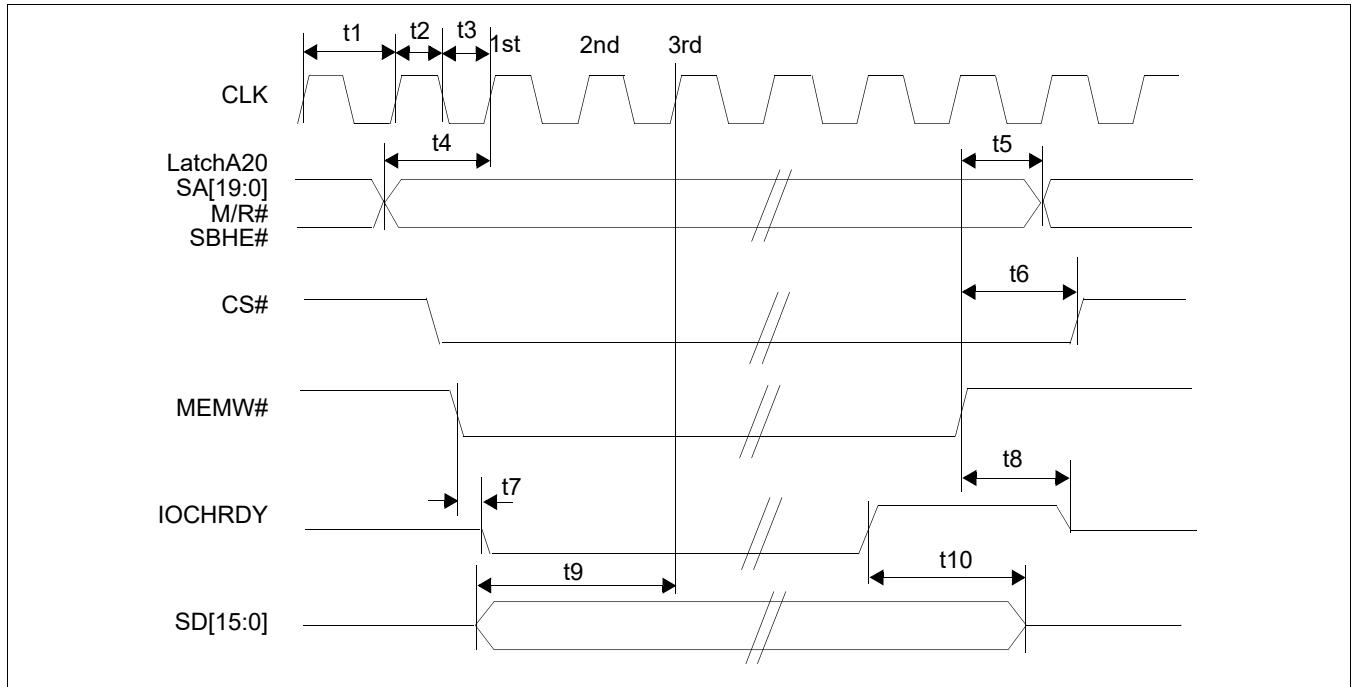 t1
t2
t3
1st
2nd
3rd
CLK
t4
LatchA20
SA[19:0]
M/R#
SBHE#
t5
CS#
t6
MEMW#
t7
t8
IOCHRDY
t9
t10
SD[15:0]